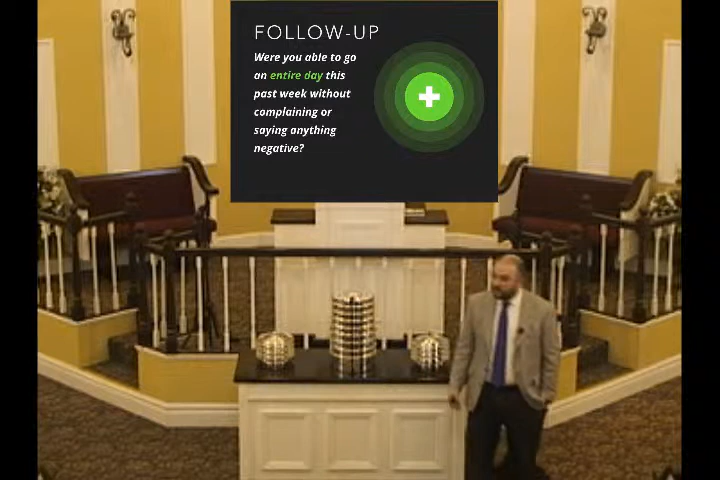 FOLLOW-UP
Were you able to go
an entire day this
past week without
complaining or
saying anything
negative?